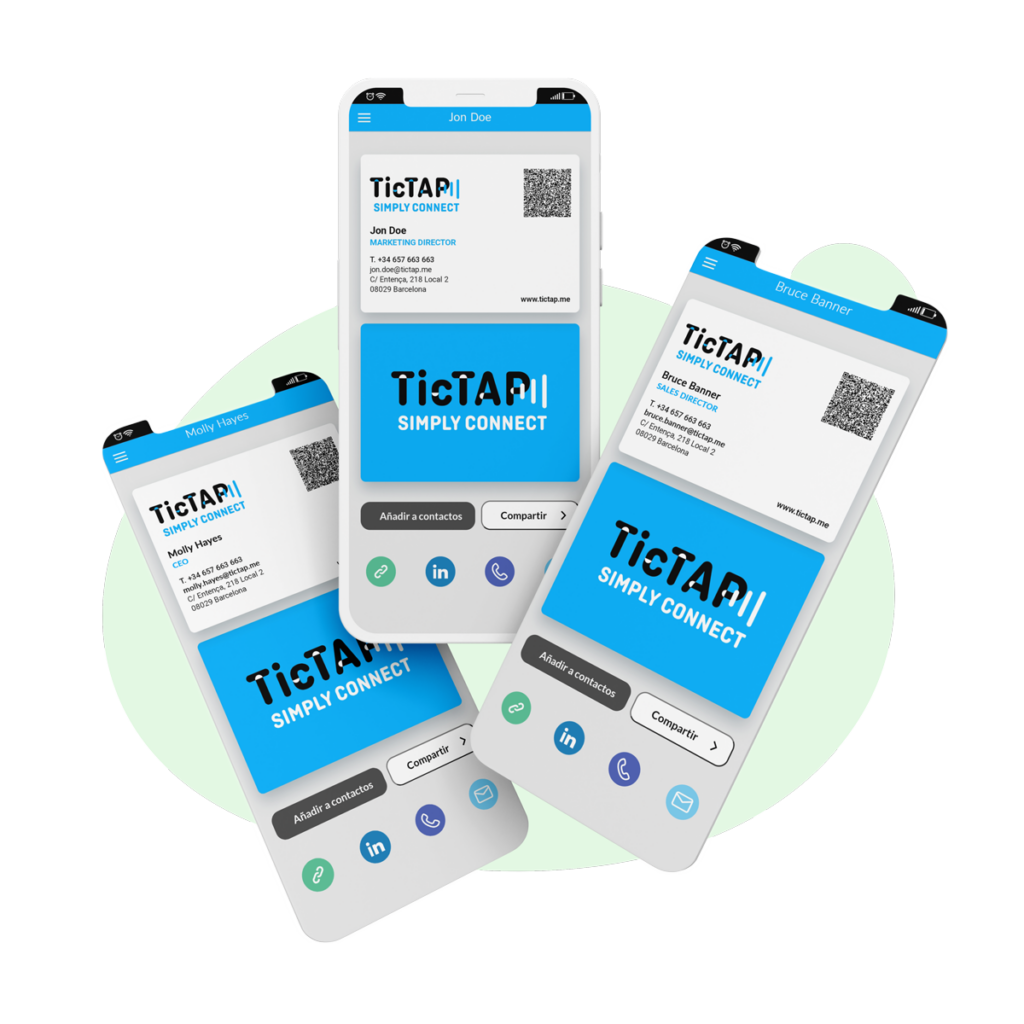 Jon Doe
TicTAP
SIMPLY CONNECT
Jon Doe
MARKETING DIRECTOR
T. +34 657 663 663
jon.doe@tictap.me
C/ Entença, 218 Local 2
08029 Barcelona
www.tictap.me
TicTAP
SIMPLY CONNECT
Añadir a contactos
Compartir
in
Bruce Banner
TicTAP
SIMPLY CONNECT
Bruce Banner
SALES DIRECTOR
T. +34 657 663 663
bruce.banner@tictap.me
C/ Entença, 218 Local 2
08029 Barcelona
www.tictap.me
TicTAP
SIMPLY CONNECT
Añadir a contactos
Compartir
in
Molly Hayes
TicTAP
SIMPLY CONNECT
Molly Hayes
CEO
T. +34 657 663 663
molly.hayes@tictap.me
C/ Entença, 218 Local 2
08029 Barcelona
TicTAP
SIMPLY CONNECT
Añadir a contactos
Compartir
in